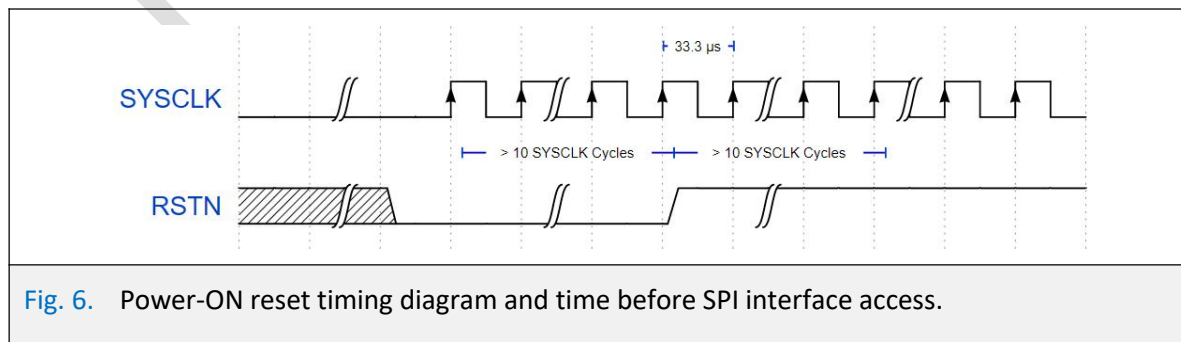 33.3 µs
SYSCLK
> 10 SYSCLK Cycles > 10 SYSCLK Cycles
RSTN
Fig. 6. Power-ON reset timing diagram and time before SPI interface access.